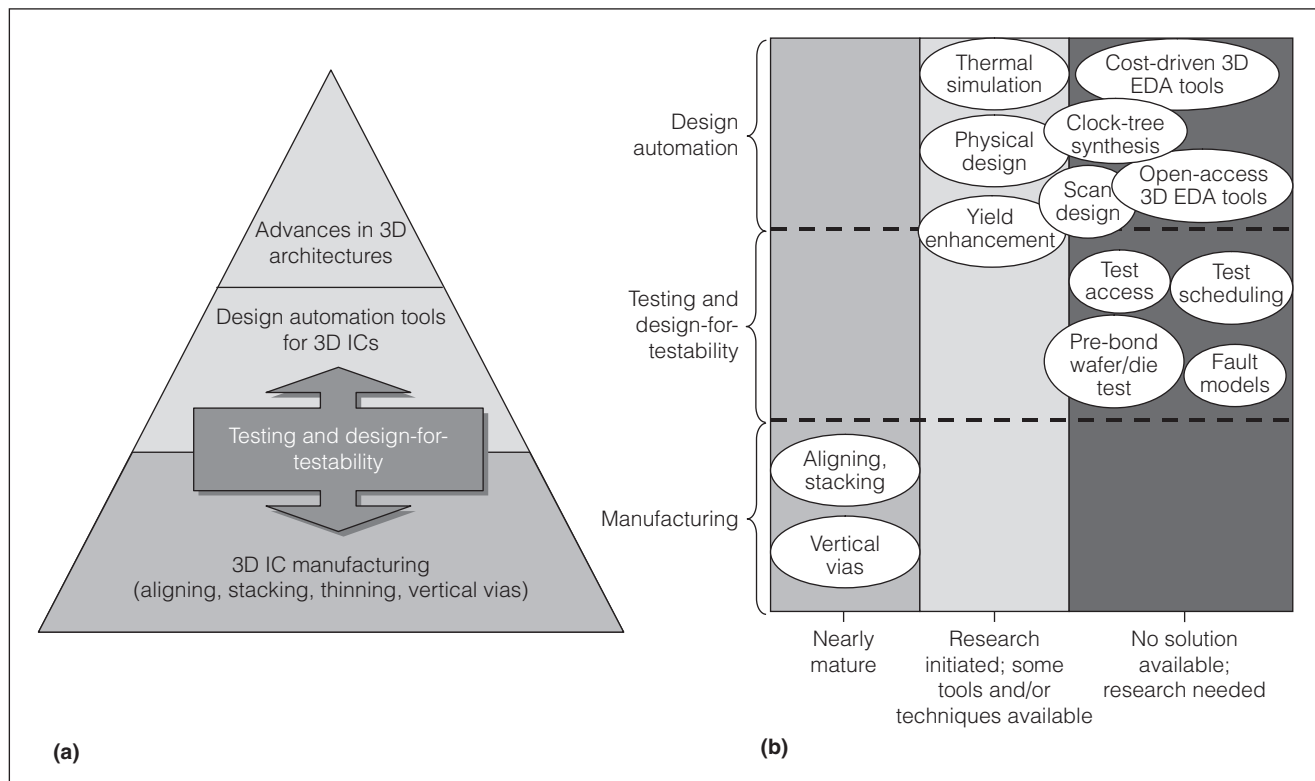 Advances in 3D
architectures
Design automation tools
for 3D ICs
Testing and design-for-
testability
3D IC manufacturing
(aligning, stacking, thinning, vertical vias)
(a)
Design
automation
Testing and
design-for-
testability
Manufacturing
Thermal
simulation
Cost-driven 3D
EDA tools
Physical
design
Clock-tree
synthesis
Scan
design
Open-access
3D EDA tools
Yield
enhancement
Test
access
Test
scheduling
Pre-bond
wafer/die
test
Fault
models
Aligning,
stacking
Vertical
vias
Nearly
mature
Research
initiated; some
tools and/or
techniques available
No solution
available;
research needed
(b)